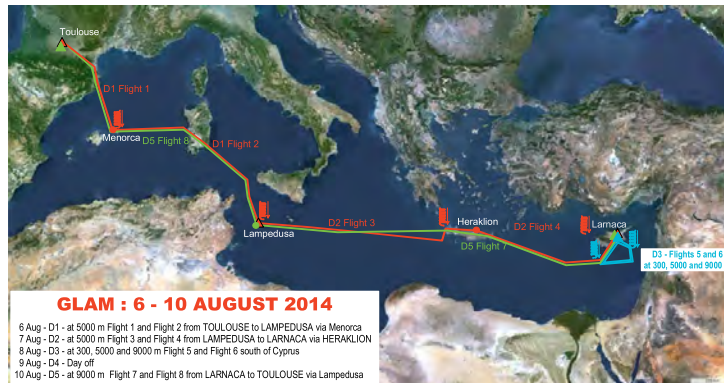 Toulouse
D1 Flight 1
Menorca
D5 Flight 8
D1 Flight 2
Lampedusa
D2 Flight 3
Heraklion
D2 Flight 4
D5 Flight 7
Larnaca
D3 - Flights 5 and 6
at 300, 5000 and 9000
GLAM : 6 - 10 AUGUST 2014
6 Aug - D1 - at 5000 m Flight 1 and Flight 2 from TOULOUSE to LAMPEDUSA via Menorca
7 Aug - D2 - at 5000 m Flight 3 and Flight 4 from LAMPEDUSA to LARNACA via HERAKLION
8 Aug - D3 - at 300, 5000 and 9000 m Flight 5 and Flight 6 south of Cyprus
9 Aug - D4 - Day off
10 Aug - D5 - at 9000 m Flight 7 and Flight 8 from LARNACA to TOULOUSE via Lampedusa